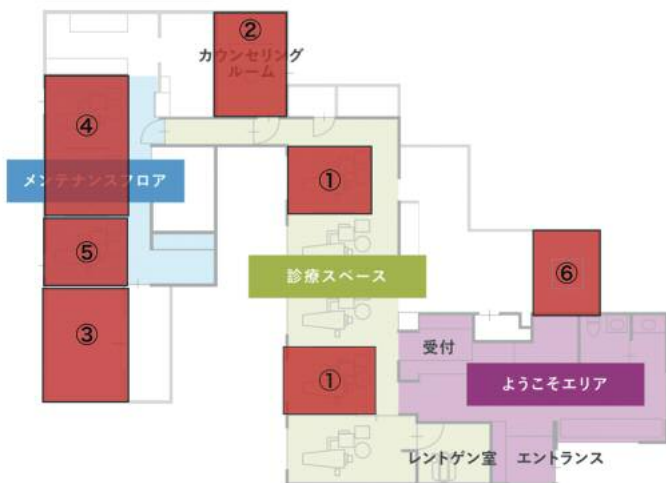 ②
カウンセリング
ルーム
④
メンテナンスフロア
①
⑤
⑥
診療スペース
③
受付
①
ようこそエリア
レントゲン室
エントランス